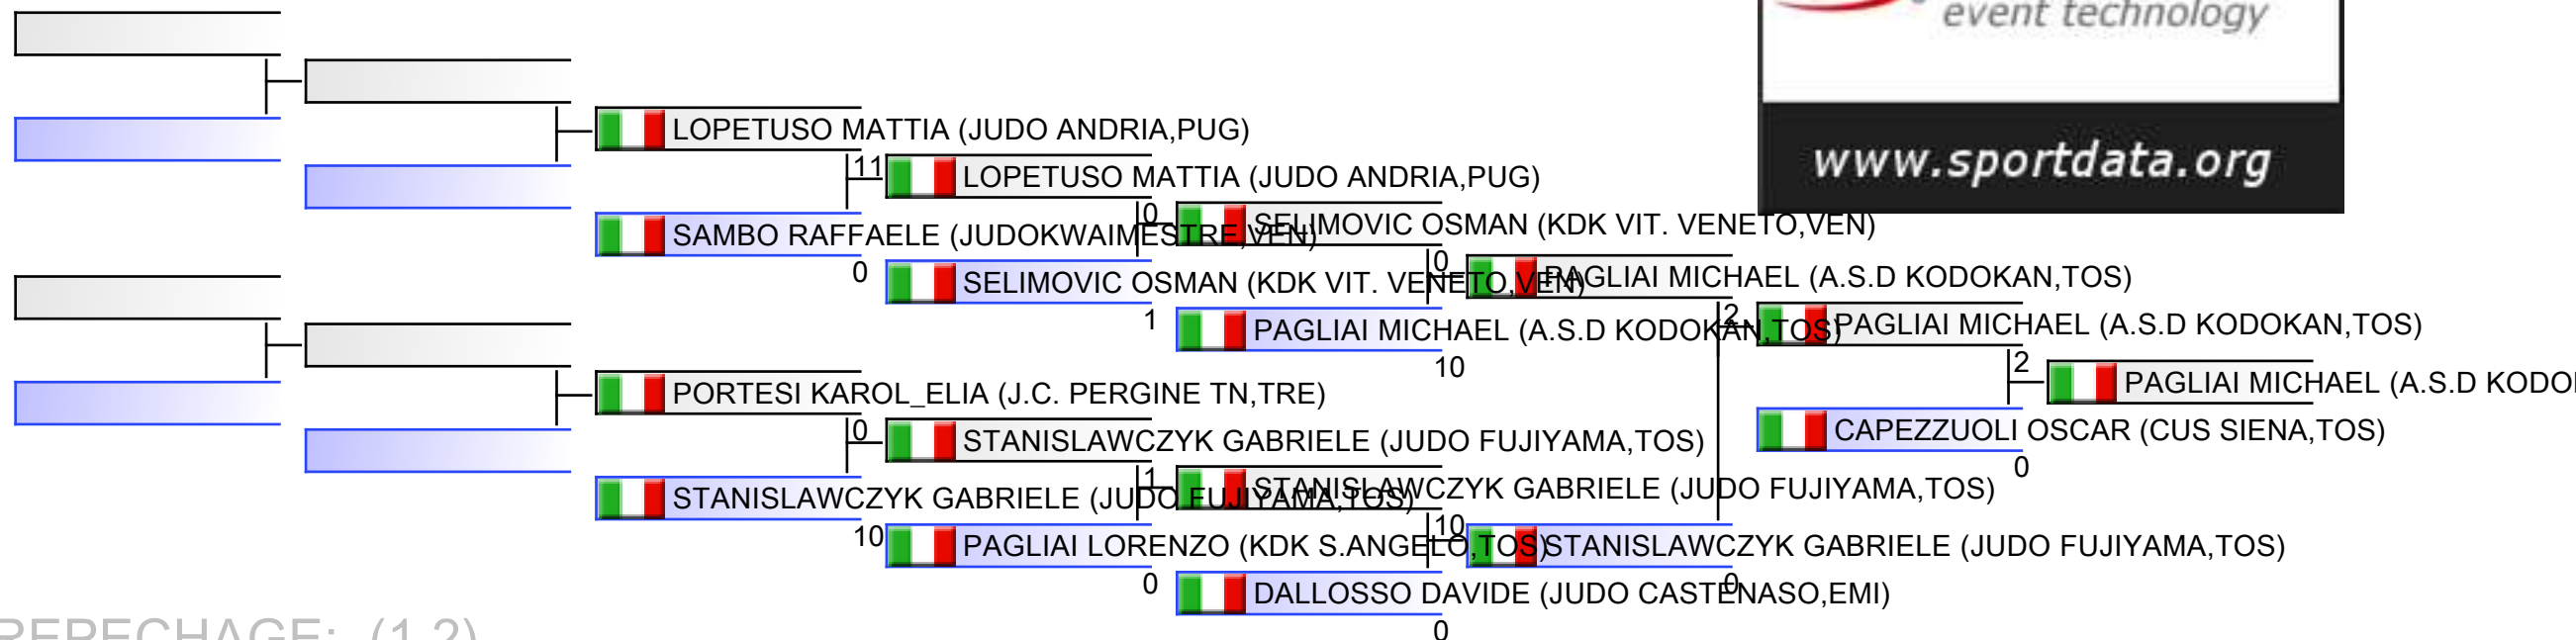 event technology
www.sportdata.org
LOPETUSO MATTIA (JUDO ANDRIA,PUG)
11
LOPETUSO MATTIA (JUDO ANDRIA,PUG)
0
SELIMOVIC OSMAN (KDK VIT. VENETO,VEN)
SAMBO RAFFAELE (JUDOKWAIMESTRE,VEN)
0
0
PAGLIAI MICHAEL (A.S.D KODOKAN,TOS)
SELIMOVIC OSMAN (KDK VIT. VENETO,VEN)
1
2
PAGLIAI MICHAEL (A.S.D KODOKAN,TOS)
PAGLIAI MICHAEL (A.S.D KODOKAN,TOS)
10
2
PAGLIAI MICHAEL (A.S.D KODO
PORTESI KAROL_ELIA (J.C. PERGINE TN,TRE)
0
STANISLAWCZYK GABRIELE (JUDO FUJIYAMA,TOS)
CAPEZZUOLI OSCAR (CUS SIENA,TOS)
0
1
STANISLAWCZYK GABRIELE (JUDO FUJIYAMA,TOS)
STANISLAWCZYK GABRIELE (JUDO FUJIYAMA,TOS)
10
10
PAGLIAI LORENZO (KDK S.ANGELO,TOS)
0
STANISLAWCZYK GABRIELE (JUDO FUJIYAMA,TOS)
0
DALLOSSO DAVIDE (JUDO CASTENASO,EMI)
0
REPECHAGE: (1,2)